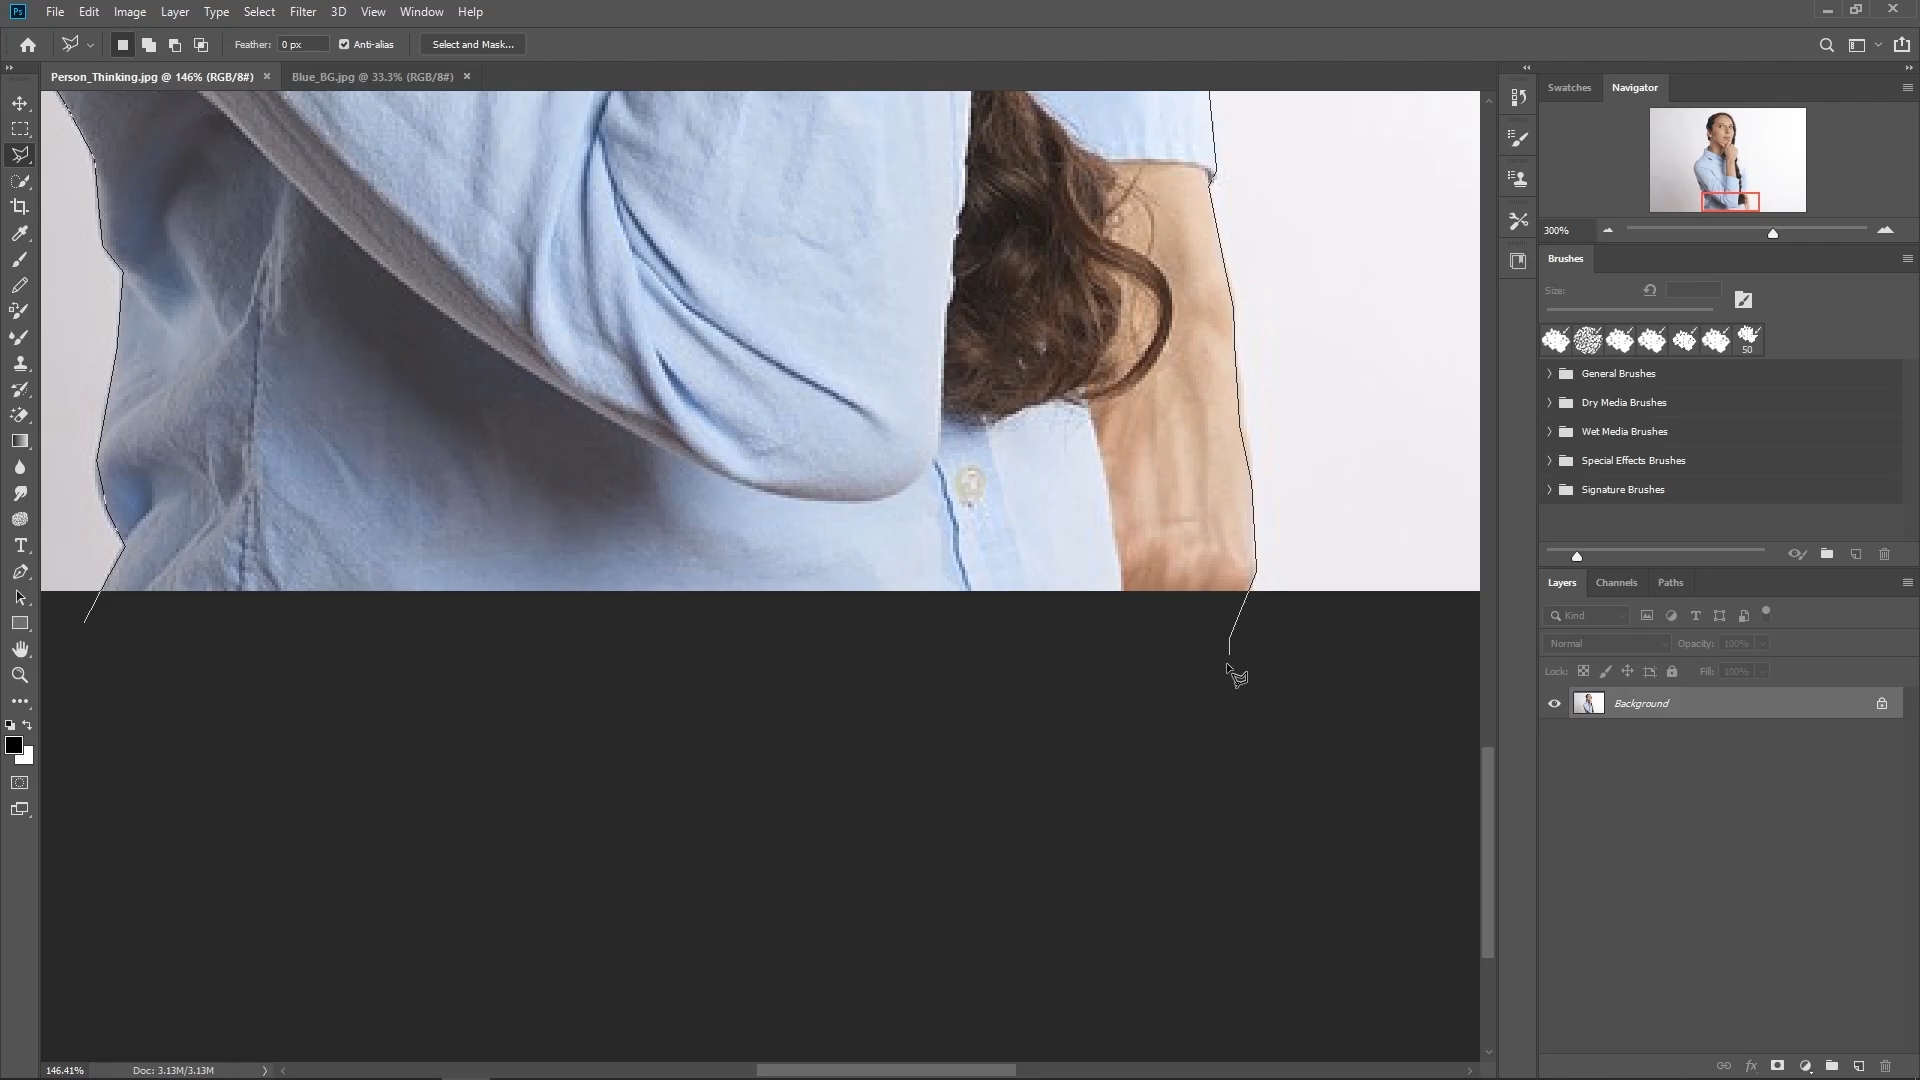 Ps File Edit Image Layer Type Select Filter 3D View Window Help
Feather: 0 px Anti-alias Select and Mask...
Person_Thinking.jpg @ 146% (RGB/8#) × Blue_BG.jpg @ 33.3% (RGB/8#) ×
Swatches Navigator
300%
Brushes
Size:
50
General Brushes
Dry Media Brushes
Wet Media Brushes
Special Effects Brushes
Signature Brushes
Layers Channels Paths
Kind
Normal Opacity: 100%
Lock: Fill: 100%
Background
146.41% Doc: 3.13M/3.13M